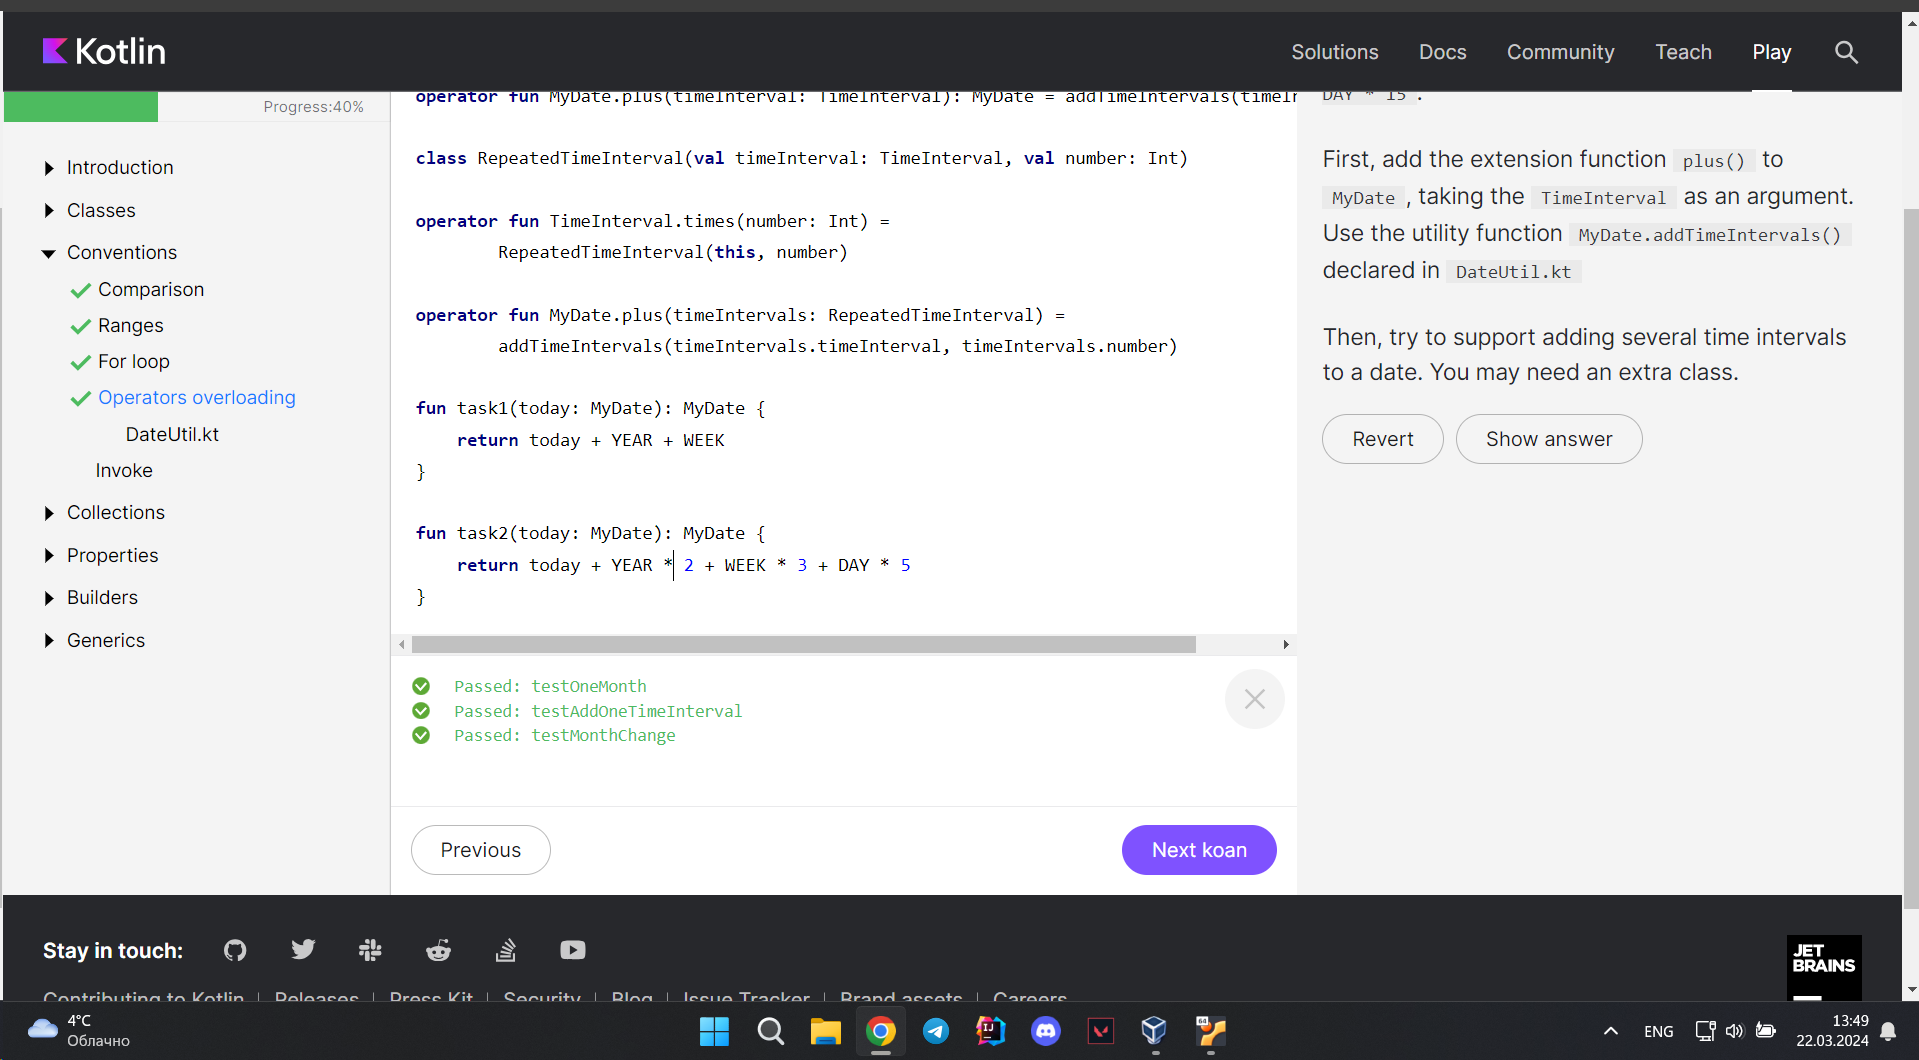 Kotlin
Solutions
Docs
Community
Teach
Play
Progress:40%
Introduction
Classes
Conventions
Comparison
Ranges
For loop
Operators overloading
DateUtil.kt
Invoke
Collections
Properties
Builders
Generics
operator fun MyDate.plus(timeInterval: TimeInterval): MyDate = addTimeIntervals(timeIn
class RepeatedTimeInterval(val timeInterval: TimeInterval, val number: Int)
operator fun TimeInterval.times(number: Int) =
RepeatedTimeInterval(this, number)
operator fun MyDate.plus(timeIntervals: RepeatedTimeInterval) =
addTimeIntervals(timeIntervals.timeInterval, timeIntervals.number)
fun task1(today: MyDate): MyDate {
return today + YEAR + WEEK
}
fun task2(today: MyDate): MyDate {
return today + YEAR * 2 + WEEK * 3 + DAY * 5
}
Passed: testOneMonth
Passed: testAddOneTimeInterval
Passed: testMonthChange
Previous
Next koan
DAY * 15 .
First, add the extension function plus() to
MyDate , taking the TimeInterval as an argument.
Use the utility function MyDate.addTimeIntervals()
declared in DateUtil.kt
Then, try to support adding several time intervals
to a date. You may need an extra class.
Revert
Show answer
Stay in touch:
JET
BRAINS
Contributing to Kotlin | Releases | Press Kit | Security | Blog | Issue Tracker | Brand assets | Careers
4°C
Облачно
IJ
64
ENG
13:49
22.03.2024